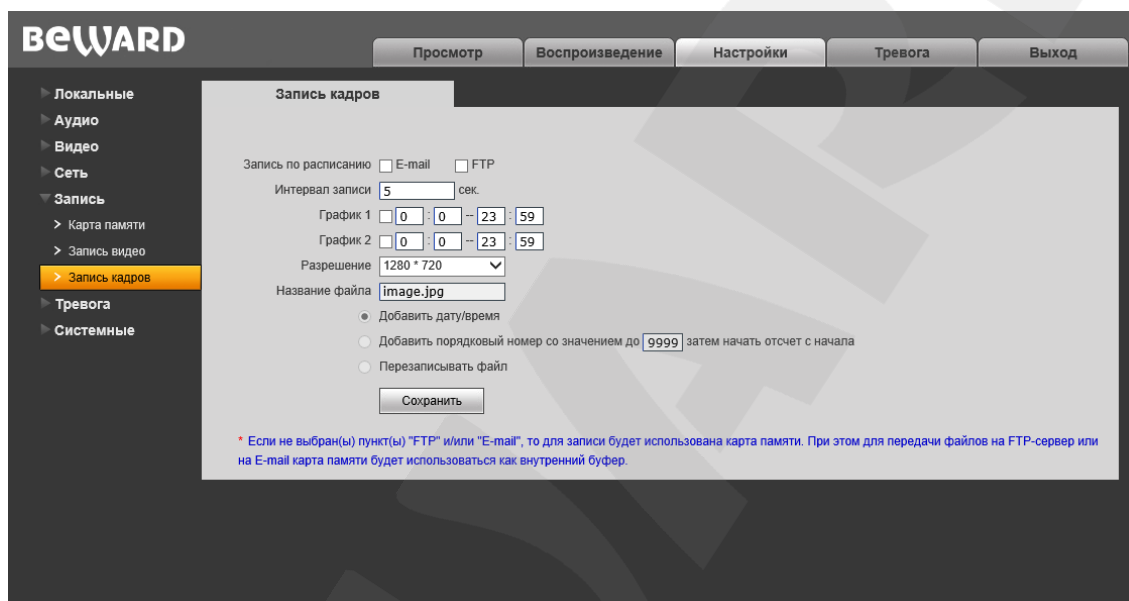 BEWARD
Просмотр Воспроизведение Настройки Тревога Выход
Локальные
Аудио
Видео
Сеть
Запись
> Карта памяти
> Запись видео
> Запись кадров
Тревога
Системные
Запись кадров
Запись по расписанию E-mail FTP
Интервал записи 5 сек.
График 1 0 : 0 -- 23 : 59
График 2 0 : 0 -- 23 : 59
Разрешение 1280 * 720
Название файла image.jpg
Добавить дату/время
Добавить порядковый номер со значением до 9999 затем начать отсчет с начала
Перезаписывать файл
Сохранить
* Если не выбран(ы) пункт(ы) "FTP" и/или "E-mail", то для записи будет использована карта памяти. При этом для передачи файлов на FTP-сервер или
на E-mail карта памяти будет использоваться как внутренний буфер.